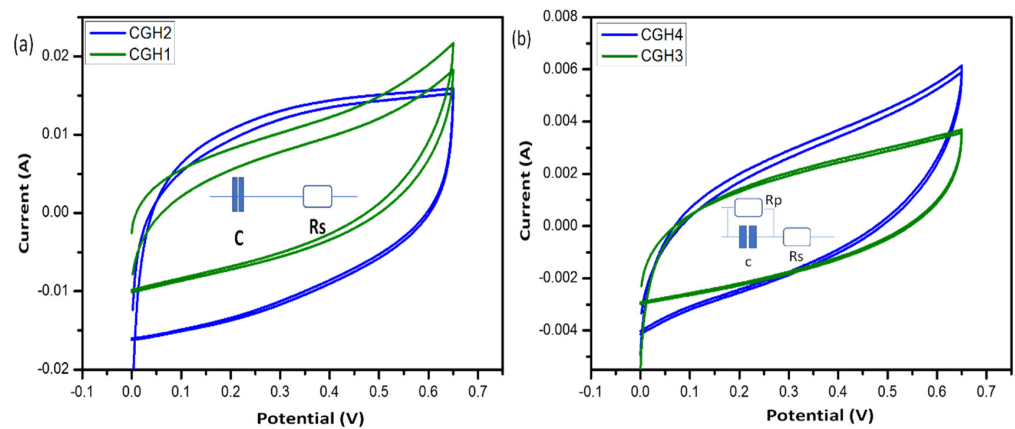 (a)
CGH2
CGH1
0.02
0.01
0.00
-0.01
-0.02
-0.1 0.0 0.1 0.2 0.3 0.4 0.5 0.6 0.7
Current (A)
Potential (V)
C Rs
(b)
CGH4
CGH3
0.008
0.006
0.004
0.002
0.000
-0.002
-0.004
-0.1 0.0 0.1 0.2 0.3 0.4 0.5 0.6 0.7
Current (A)
Potential (V)
Rp
c Rs